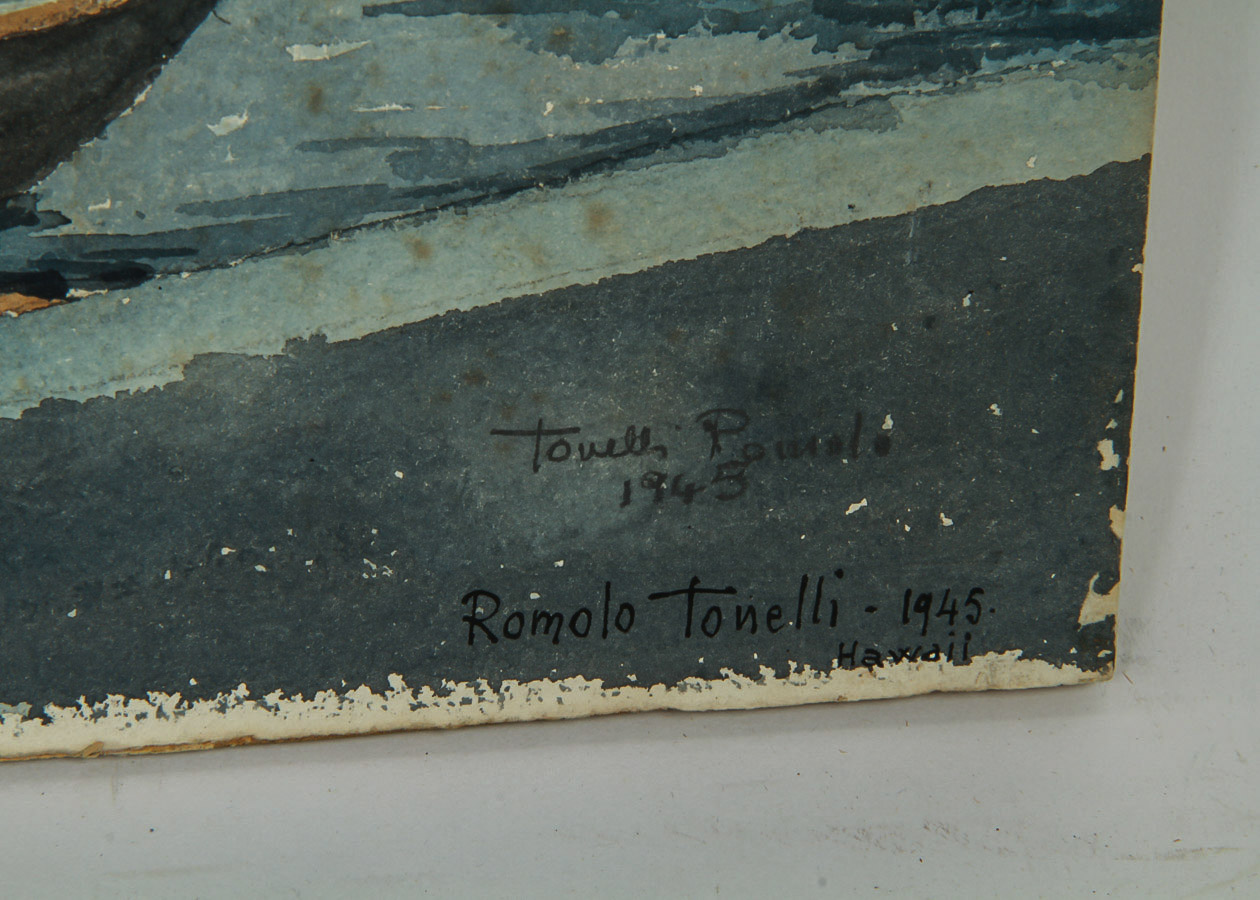 Tonelli Romolo
1945
Romolo Tonelli - 1945.
Hawaii